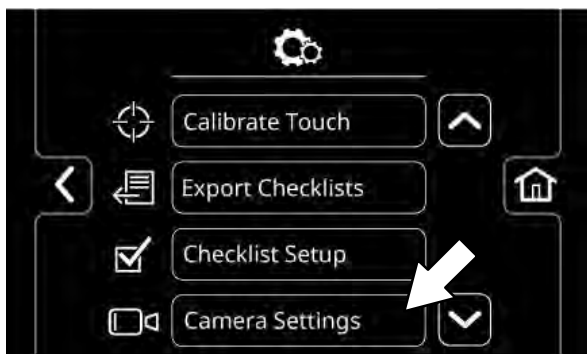 Calibrate Touch
Export Checklists
Checklist Setup
Camera Settings